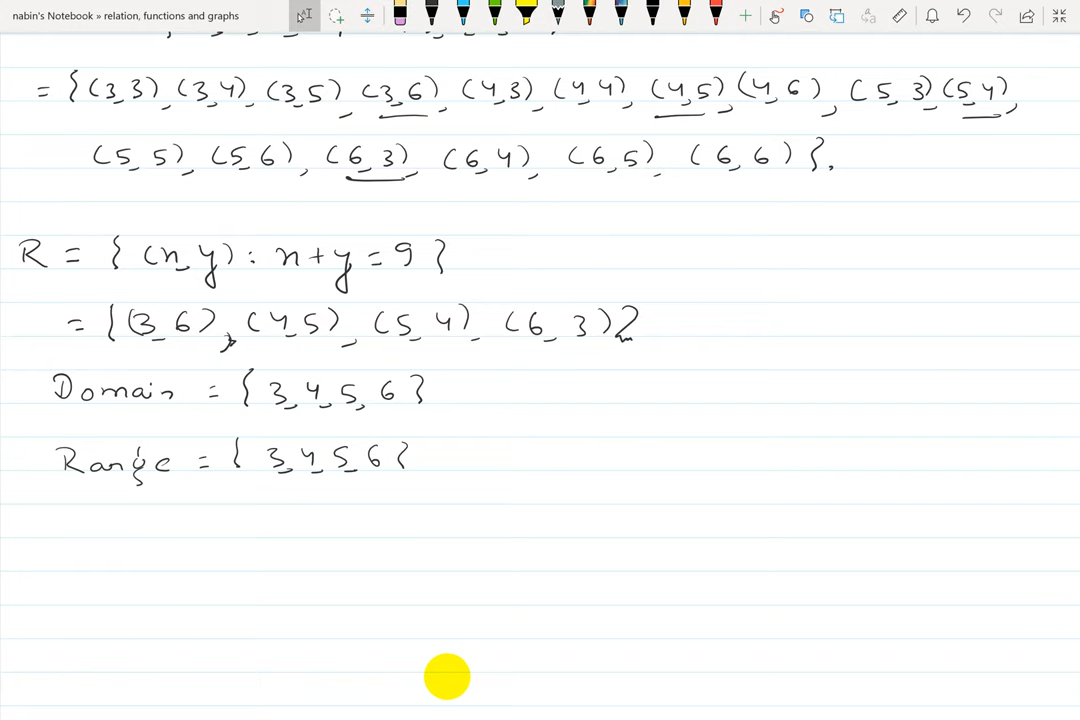 nabin's Notebook » relation, functions and graphs
= {(3,3),(3,4),(3,5),(3,6),(4,3),(4,4),(4,5)(4,6),(5,3)(5,4),
(5,5),(5,6),(6,3),(6,4),(6,5),(6,6)}.
R = {(x,y): x+y=9}
= {(3,6),(4,5),(5,4),(6,3)}
Domain = {3,4,5,6}
Range = {3,4,5,6}